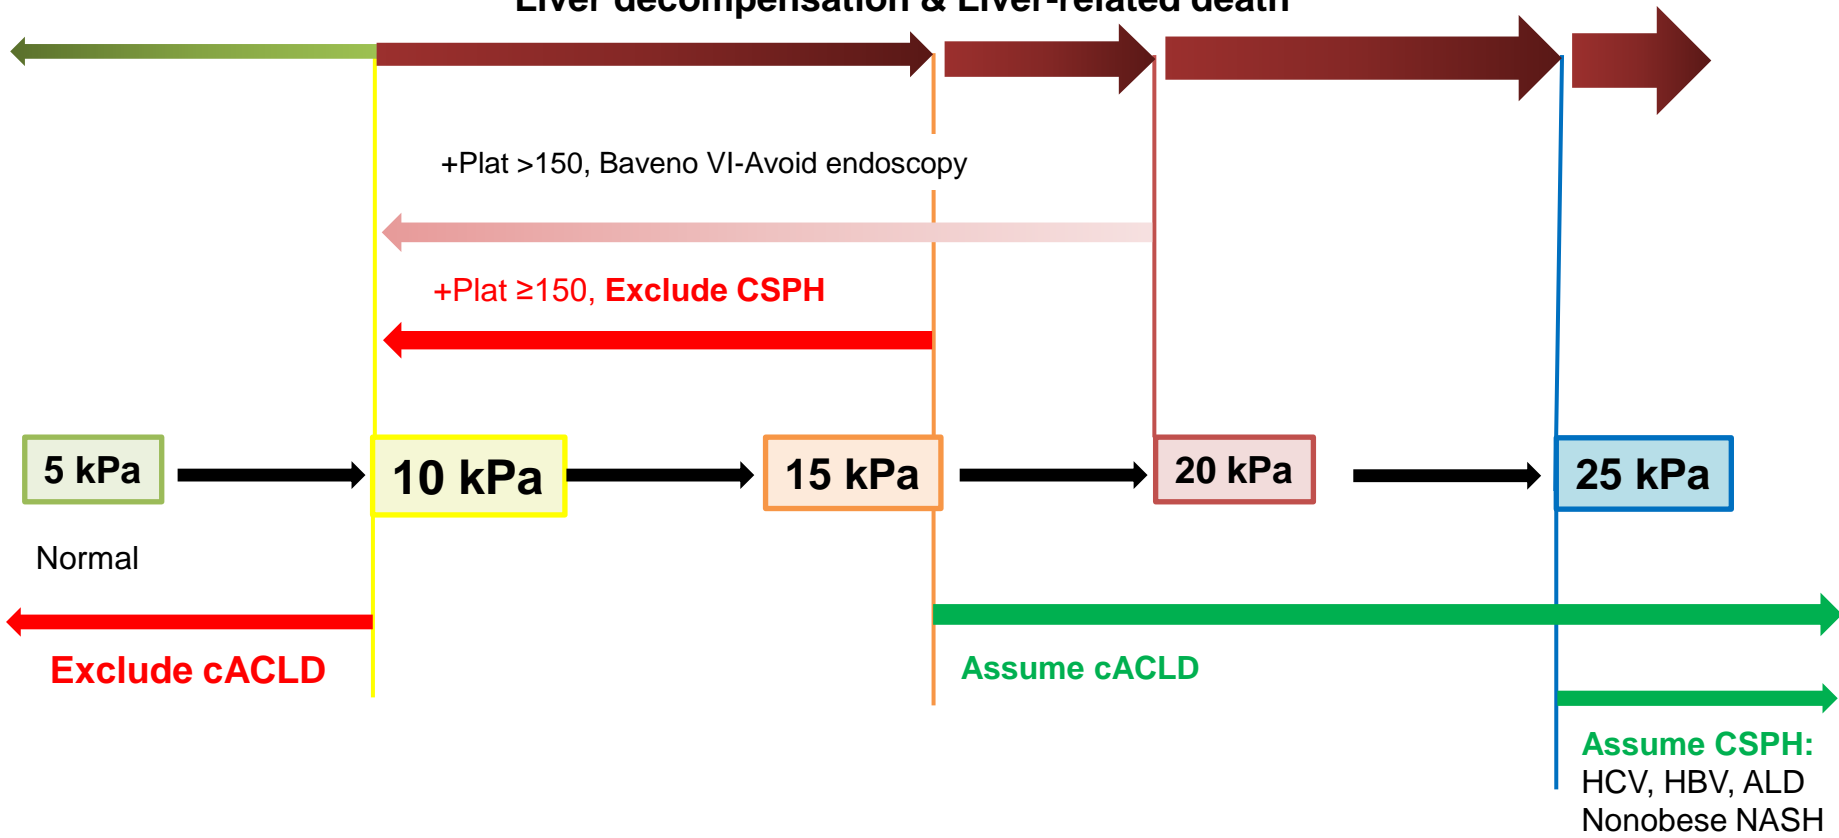 Liver decompensation & Liver-related death
+Plat >150, Baveno VI-Avoid endoscopy
+Plat ≥150, Exclude CSPH
5 kPa
10 kPa
15 kPa
20 kPa
25 kPa
Normal
Exclude cACLD
Assume cACLD
Assume CSPH:
HCV, HBV, ALD
Nonobese NASH